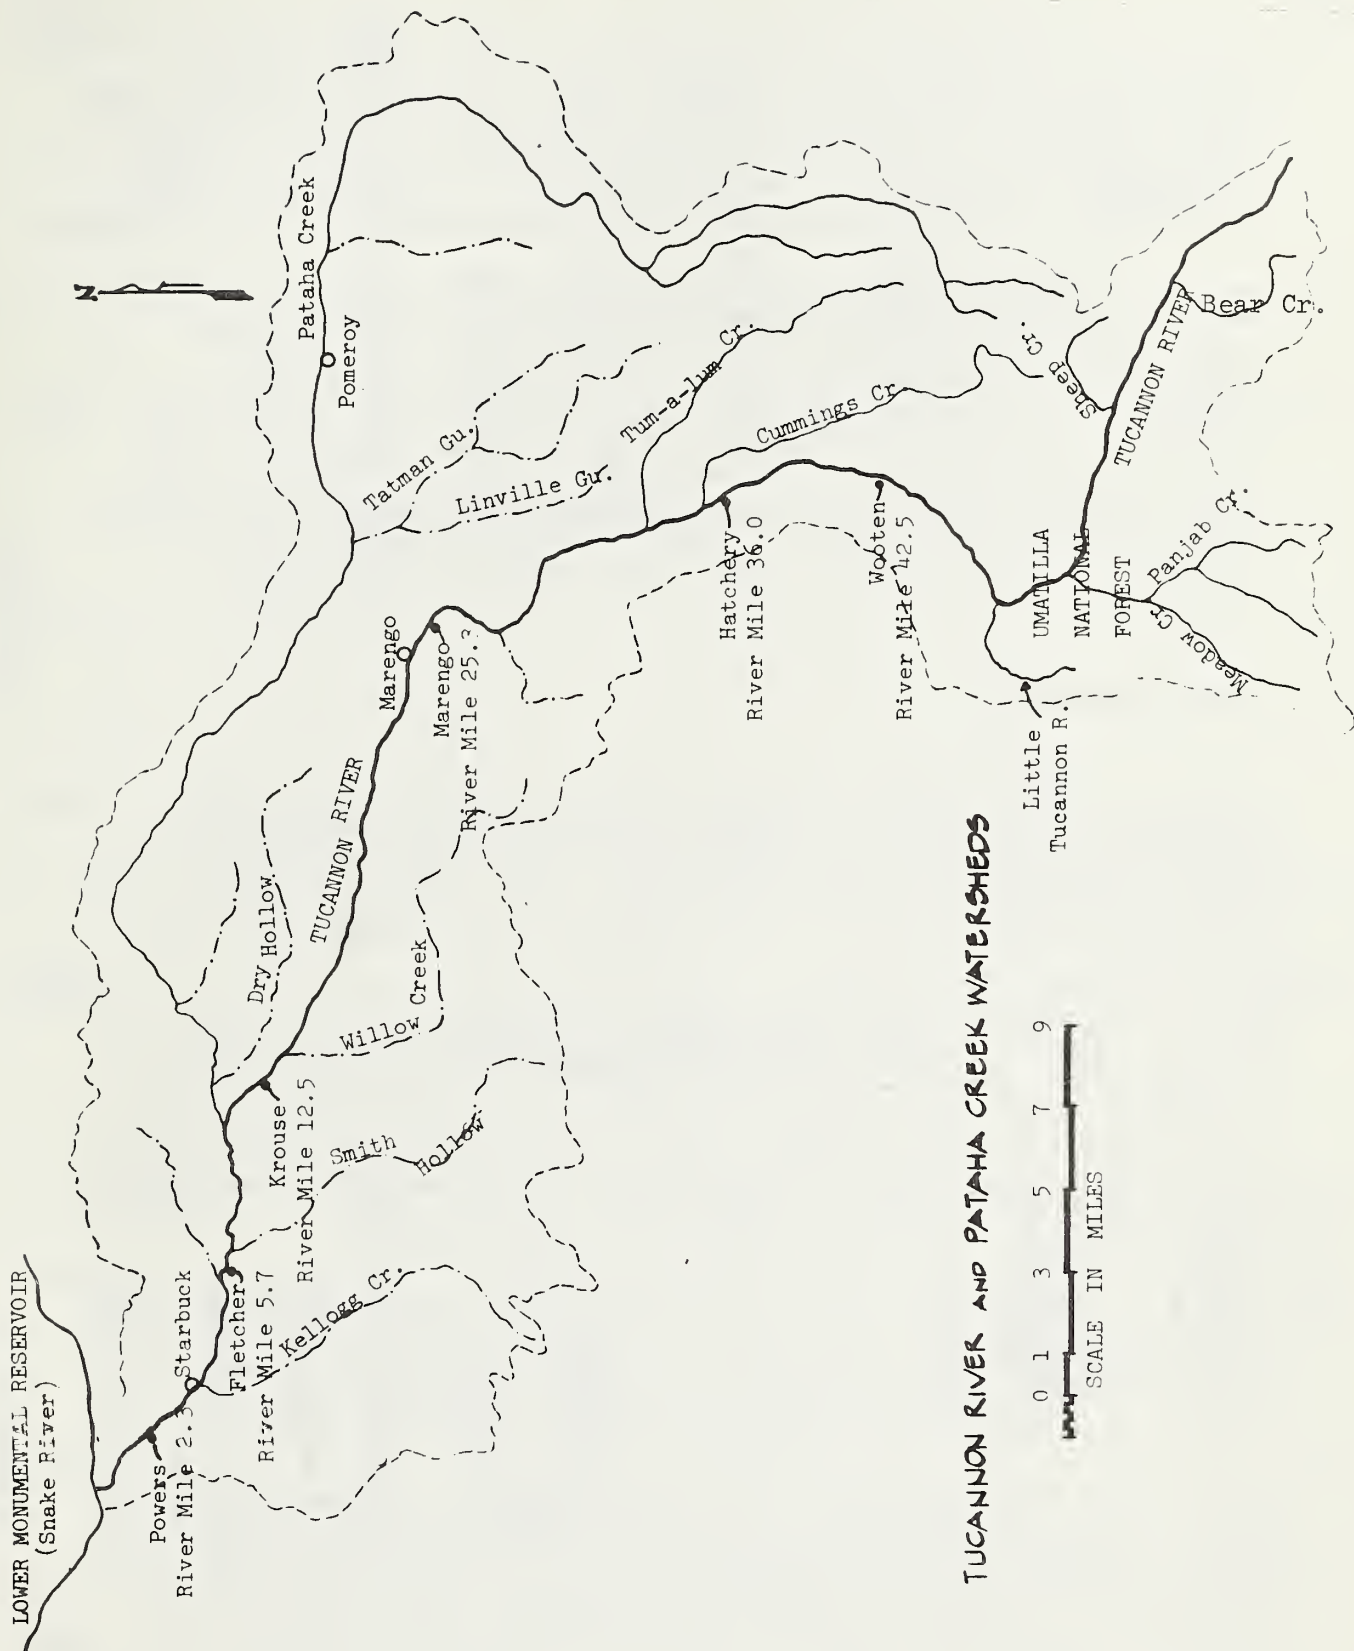 LOWER MONUMENTAL RESERVOIR
(Snake River)
N
Powers
River Mile 2.3
Starbuck
Fletcher
River Mile 5.7
Kellogg Cr.
Krouse
River Mile 12.5
Smith
Hollow
Willow
Creek
Dry Hollow
TUCANNON RIVER
Marengo
Marengo
River Mile 25.3
Pataha Creek
Pomeroy
Tatman Gu.
Linville Gu.
Tum-a-lum Cr.
Cummings Cr.
Hatchery
River Mile 36.0
Wooten
River Mile 42.5
Sheep Cr.
TUCANNON RIVER
Bear Cr.
UMATILLA
NATIONAL
FOREST
Panjab Cr.
Meadow Cr.
Little
Tucannon R.
TUCANNON RIVER AND PATAHA CREEK WATERSHEDS
0 1 3 5 7 9
SCALE IN MILES